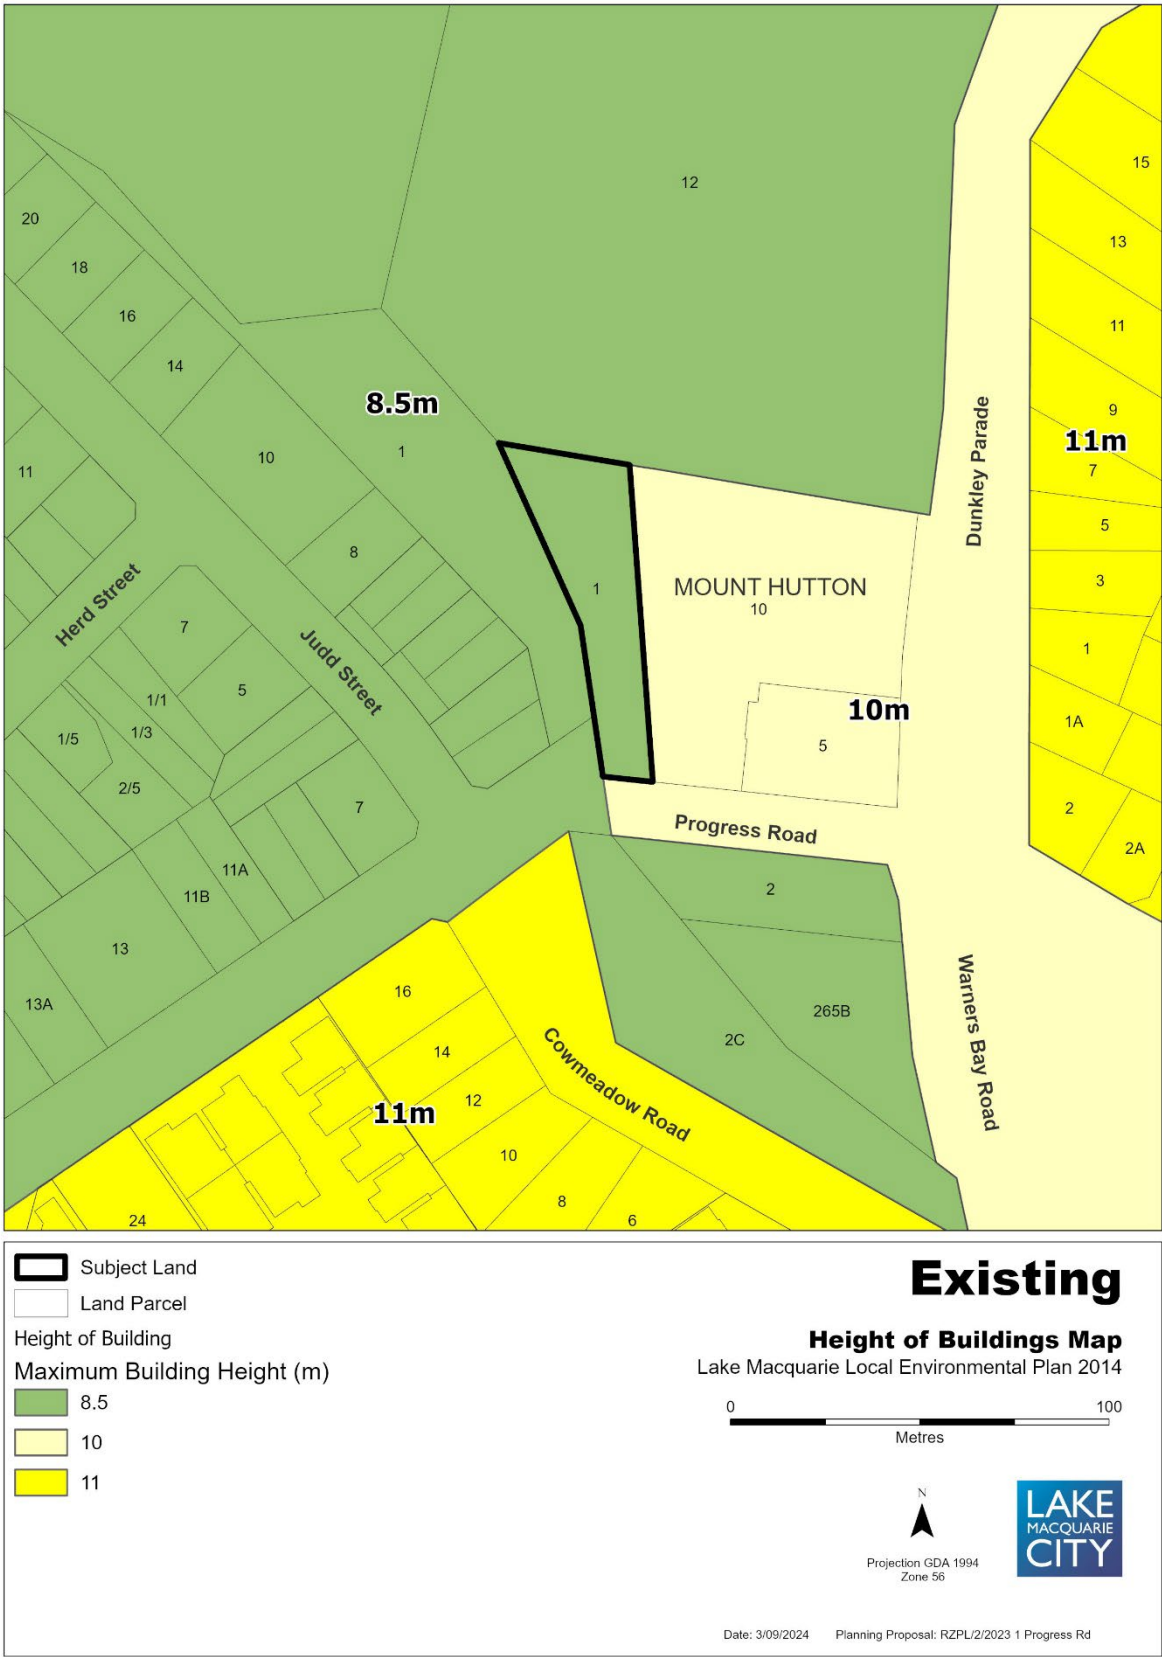 12
15
20
13
18
16
11
14
8.5m
Dunkley Parade
9
11m
1
10
7
11
5
8
3
MOUNT HUTTON
10
1
Herd Street
7
Judd Street
1
5
1/1
10m
1A
1/3
1/5
5
2/5
7
2
Progress Road
2A
11A
2
11B
13
16
13A
265B
Warners Bay Road
2C
14
Cowmeadow Road
12
11m
10
8
24
6
Subject Land
Land Parcel
Height of Building
Maximum Building Height (m)
8.5
10
11
Existing
Height of Buildings Map
Lake Macquarie Local Environmental Plan 2014
0 100
Metres
N
Projection GDA 1994
Zone 56
LAKE
MACQUARIE
CITY
Date: 3/09/2024 Planning Proposal: RZPL/2/2023 1 Progress Rd